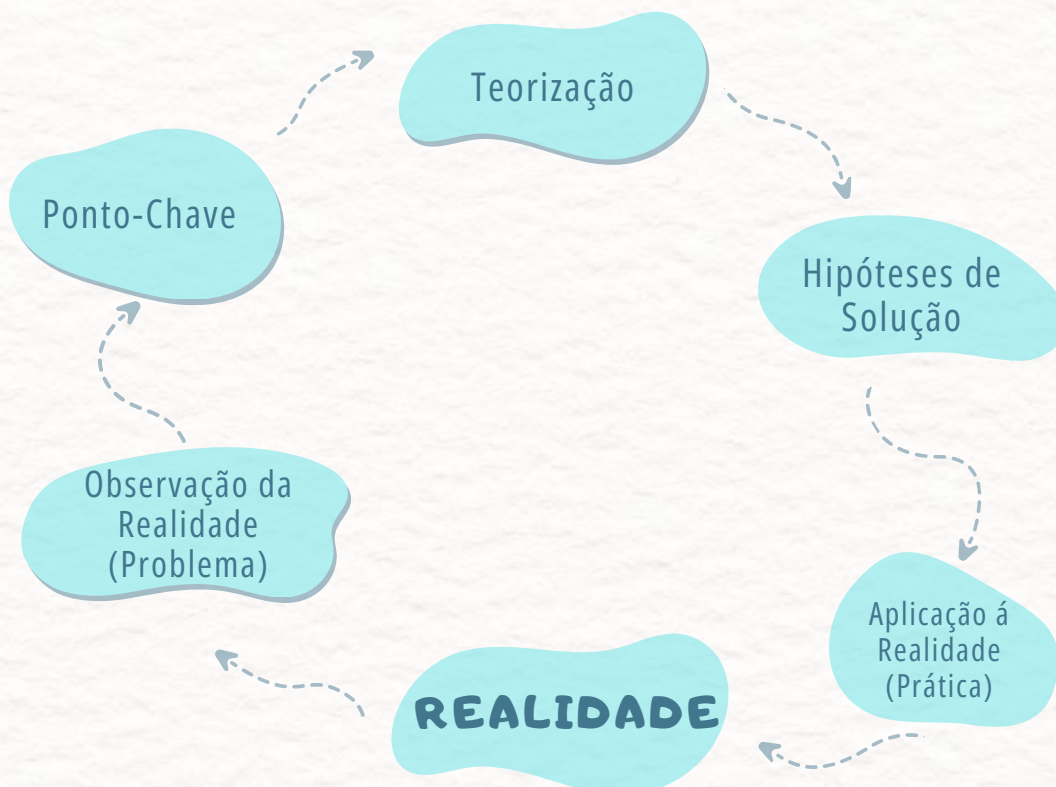 Teorização
Ponto-Chave
Hipóteses de
Solução
Observação da
Realidade
(Problema)
Aplicação á
Realidade
(Prática)
REALIDADE